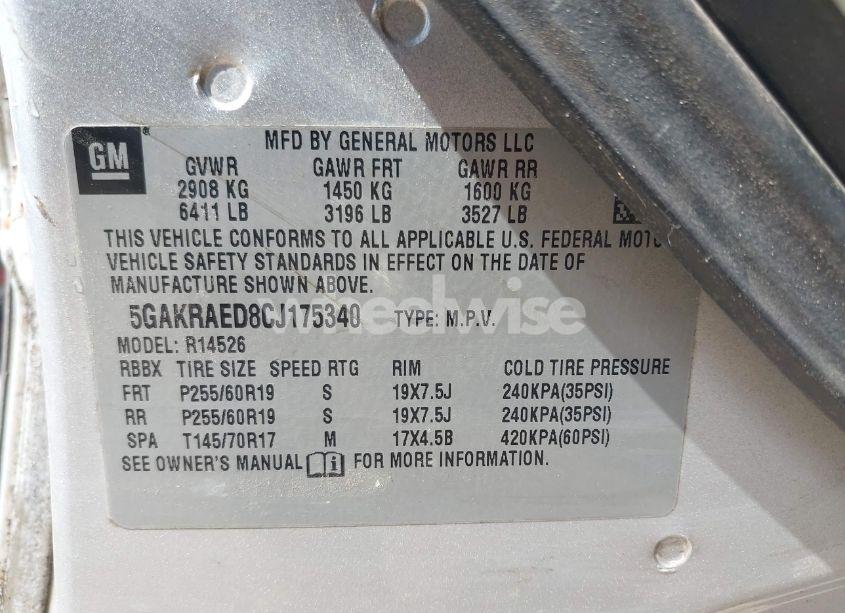 GM
MFD BY GENERAL MOTORS LLC
GVWR GAWR FRT GAWR RR
2908 KG 1450 KG 1600 KG
6411 LB 3196 LB 3527 LB
THIS VEHICLE CONFORMS TO ALL APPLICABLE U.S. FEDERAL MOTO
VEHICLE SAFETY STANDARDS IN EFFECT ON THE DATE OF
MANUFACTURE SHOWN ABOVE.
wheelwise
5GAKRAED8CJ175340 TYPE: M.P.V.
MODEL: R14526
RBBX TIRE SIZE SPEED RTG RIM COLD TIRE PRESSURE
FRT P255/60R19 S 19X7.5J 240KPA(35PSI)
RR P255/60R19 S 19X7.5J 240KPA(35PSI)
SPA T145/70R17 M 17X4.5B 420KPA(60PSI)
SEE OWNER'S MANUAL i FOR MORE INFORMATION.